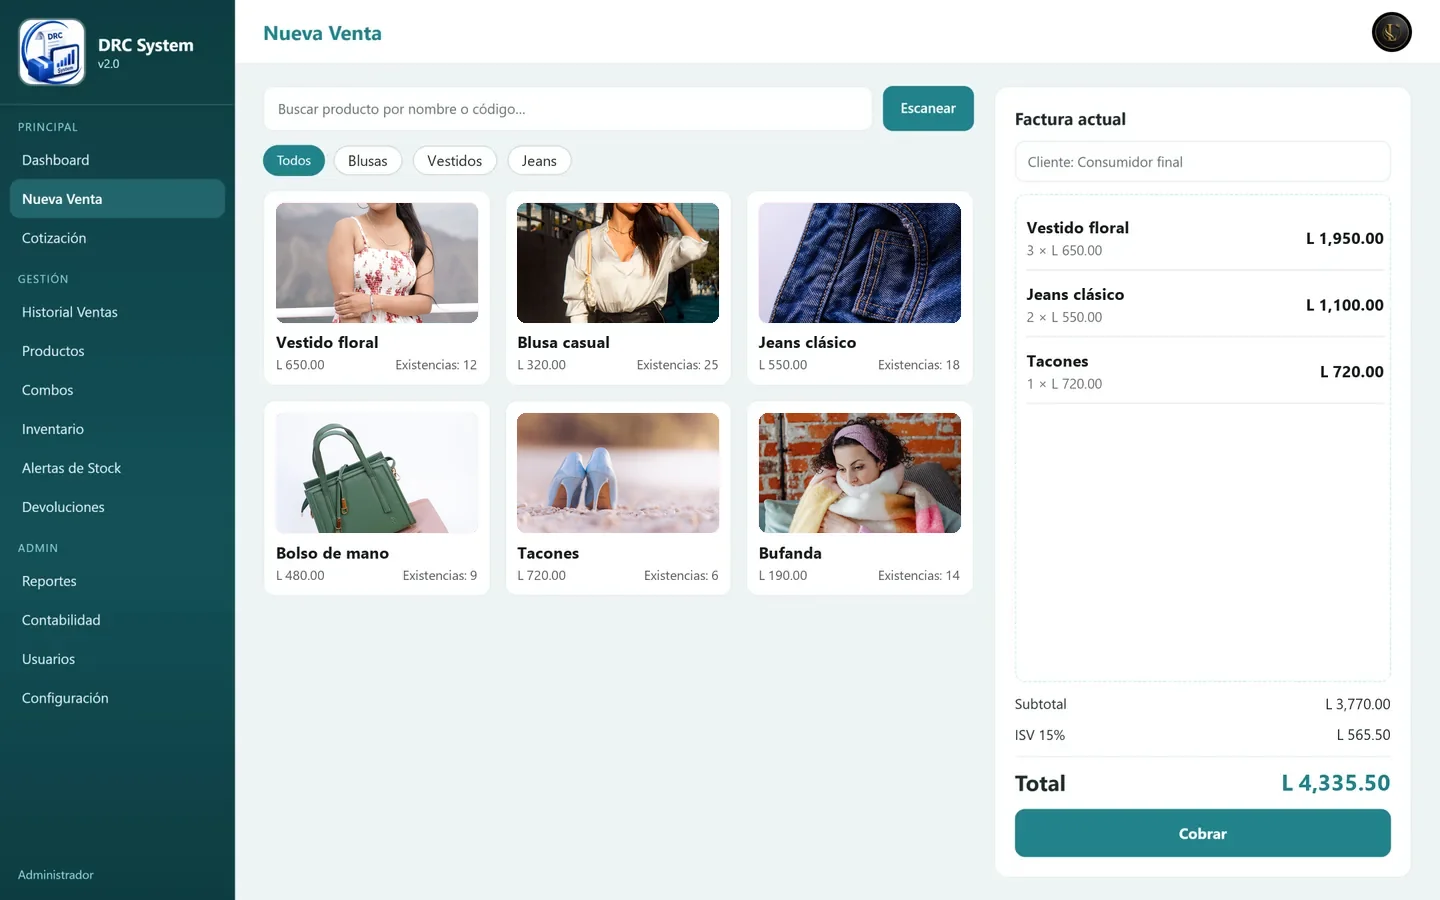 DRC
System
DRC System
v2.0
PRINCIPAL
Dashboard
Nueva Venta
Cotización
GESTIÓN
Historial Ventas
Productos
Combos
Inventario
Alertas de Stock
Devoluciones
ADMIN
Reportes
Contabilidad
Usuarios
Configuración
Administrador
Nueva Venta
Buscar producto por nombre o código...
Escanear
Todos
Blusas
Vestidos
Jeans
Vestido floral
L 650.00 Existencias: 12
Blusa casual
L 320.00 Existencias: 25
Jeans clásico
L 550.00 Existencias: 18
Bolso de mano
L 480.00 Existencias: 9
Tacones
L 720.00 Existencias: 6
Bufanda
L 190.00 Existencias: 14
Factura actual
Cliente: Consumidor final
Vestido floral
3 × L 650.00 L 1,950.00
Jeans clásico
2 × L 550.00 L 1,100.00
Tacones
1 × L 720.00 L 720.00
Subtotal L 3,770.00
ISV 15% L 565.50
Total L 4,335.50
Cobrar